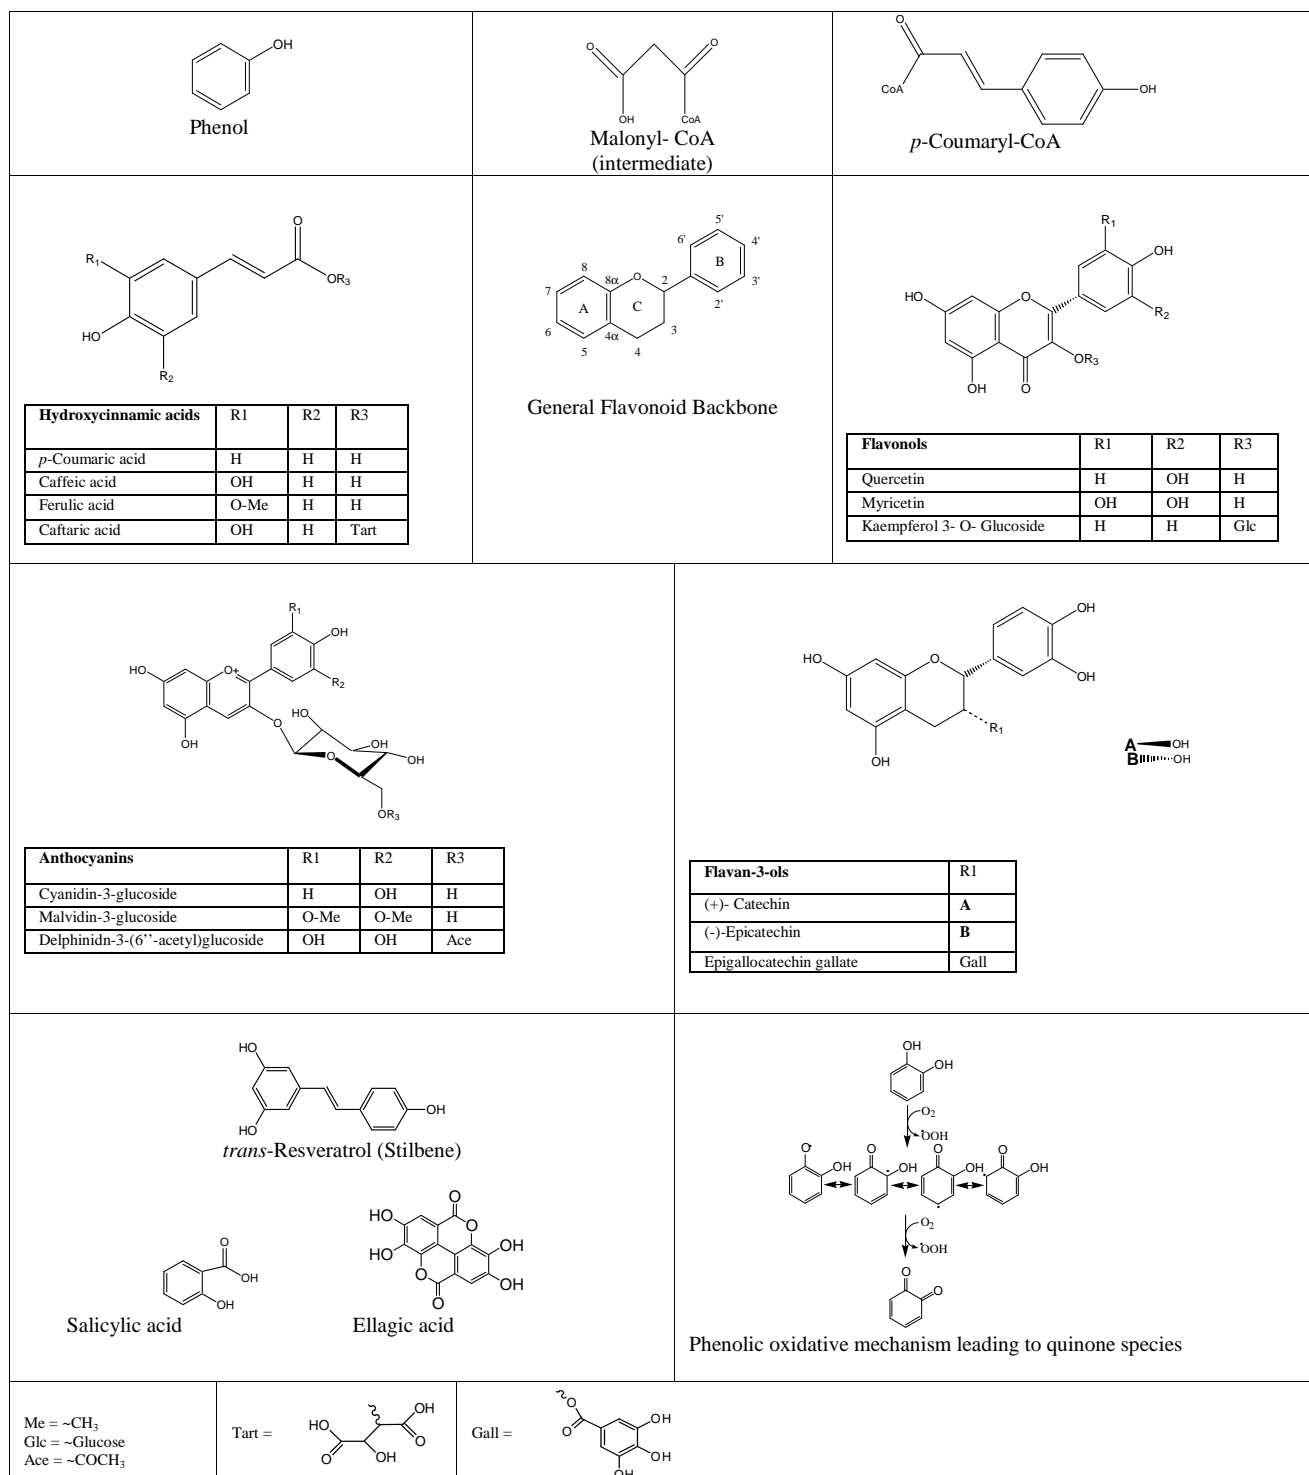 OH
Phenol
O
O
OH
CoA
Malonyl- CoA
(intermediate)
O
CoA
OH
p-Coumaryl-CoA
O
R1
OR3
HO
R2
Hydroxycinnamic acids R1 R2 R3
p-Coumaric acid H H H
Caffeic acid OH H H
Ferulic acid O-Me H H
Caftaric acid OH H Tart
5'
6' 4'
B
8 O 2 3'
8α
7 2'
A C
6 3
4α
5 4
General Flavonoid Backbone
R1
OH
HO O
R2
OR3
OH O
Flavonols R1 R2 R3
Quercetin H OH H
Myricetin OH OH H
Kaempferol 3- O- Glucoside H H Glc
R1
OH
HO O+
R2
HO
O
OH OH
O OH
OR3
Anthocyanins R1 R2 R3
Cyanidin-3-glucoside H OH H
Malvidin-3-glucoside O-Me O-Me H
Delphinidn-3-(6’’-acetyl)glucoside OH OH Ace
OH
HO O
OH
R1
OH
A OH
B OH
Flavan-3-ols R1
(+)- Catechin A
(-)-Epicatechin B
Epigallocatechin gallate Gall
HO
OH
HO
trans-Resveratrol (Stilbene)
O
OH
OH
Salicylic acid
O
HO O
HO OH
O OH
O
Ellagic acid
OH
OH
O2
•OOH
O• O O O
OH •OH OH • OH
•
O2
•OOH
O
O
Phenolic oxidative mechanism leading to quinone species
Me = ~CH3
Glc = ~Glucose
Ace = ~COCH3
Tart =
OH
HO O
O OH
Gall =
O
O OH
OH
OH